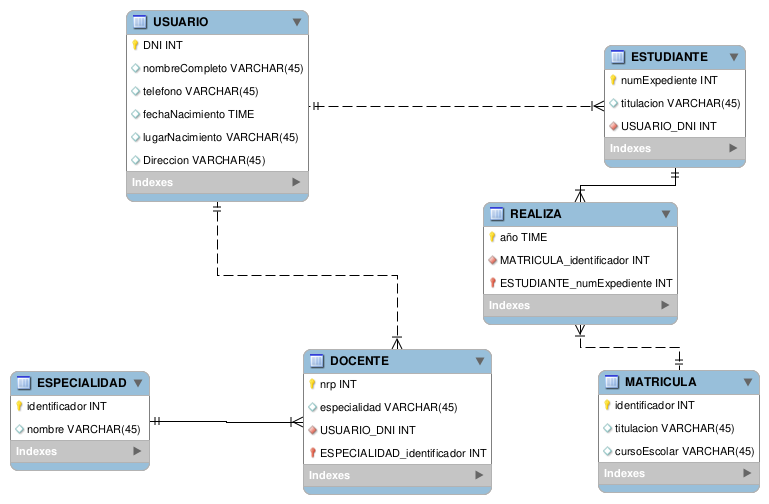 USUARIO
DNI INT
nombreCompleto VARCHAR(45)
telefono VARCHAR(45)
fechaNacimiento TIME
lugarNacimiento VARCHAR(45)
Direccion VARCHAR(45)
Indexes
ESTUDIANTE
numExpediente INT
titulacion VARCHAR(45)
USUARIO_DNI INT
Indexes
REALIZA
año TIME
MATRICULA_identificador INT
ESTUDIANTE_numExpediente INT
Indexes
DOCENTE
nrp INT
especialidad VARCHAR(45)
USUARIO_DNI INT
ESPECIALIDAD_identificador INT
Indexes
ESPECIALIDAD
identificador INT
nombre VARCHAR(45)
Indexes
MATRICULA
identificador INT
titulacion VARCHAR(45)
cursoEscolar VARCHAR(45)
Indexes